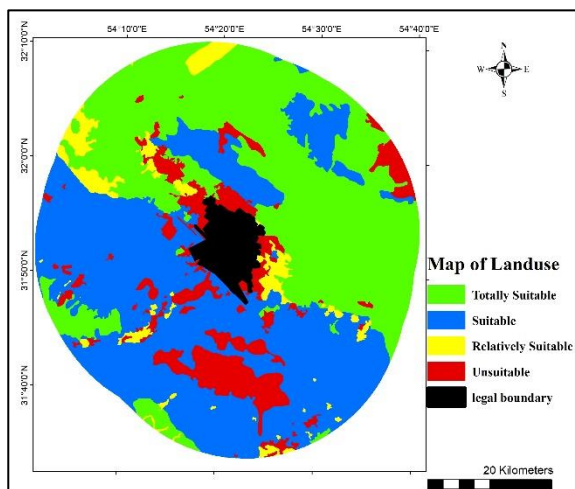 54°10'0"E 54°20'0"E 54°30'0"E 54°40'0"E
32°10'0"N
32°0'0"N
31°50'0"N
31°40'0"N
N
W E
S
Map of Landuse
Totally Suitable
Suitable
Relatively Suitable
Unsuitable
legal boundary
20 Kilometers